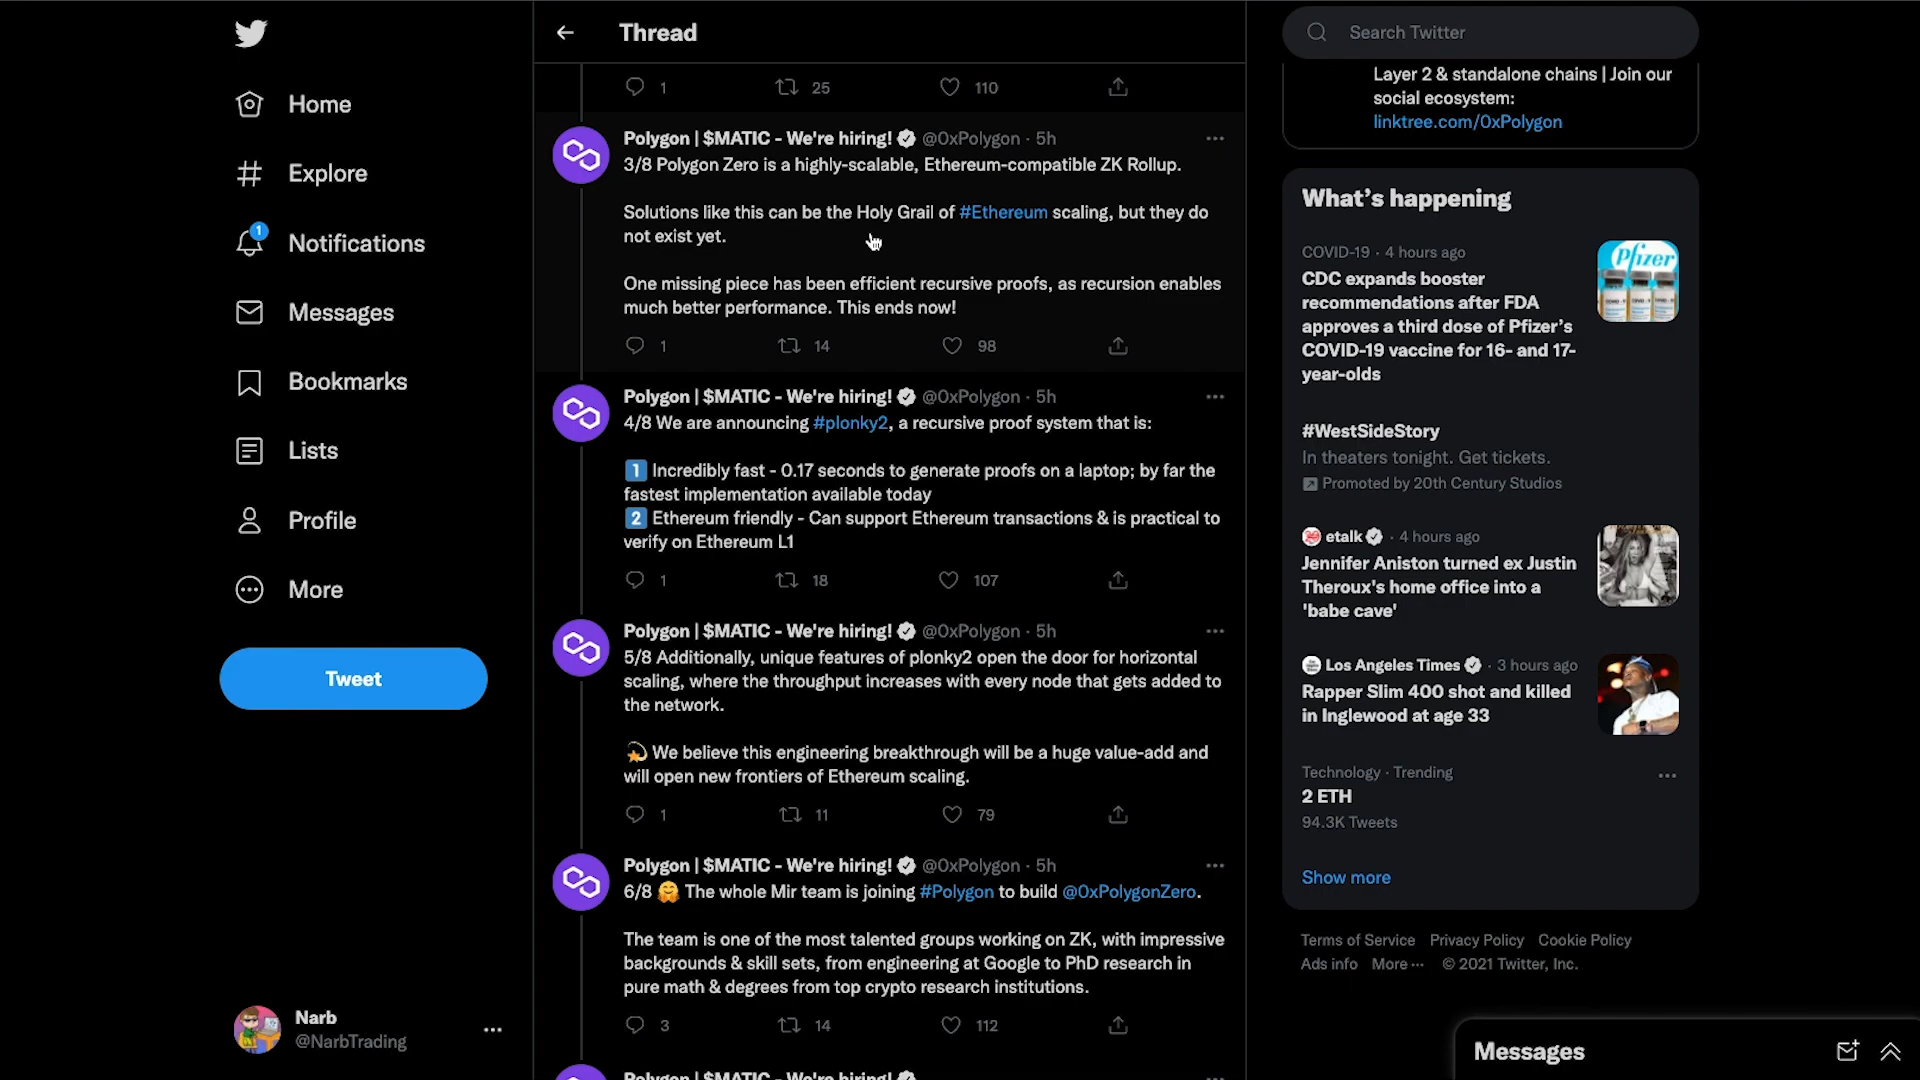 Home
Explore
1
Notifications
Messages
Bookmarks
Lists
Profile
More
Tweet
Narb
@NarbTrading
Thread
1 25 110
Polygon | $MATIC - We're hiring! @0xPolygon · 5h
3/8 Polygon Zero is a highly-scalable, Ethereum-compatible ZK Rollup.
Solutions like this can be the Holy Grail of #Ethereum scaling, but they do
not exist yet.
One missing piece has been efficient recursive proofs, as recursion enables
much better performance. This ends now!
1 14 98
Polygon | $MATIC - We're hiring! @0xPolygon · 5h
4/8 We are announcing #plonky2, a recursive proof system that is:
1 Incredibly fast - 0.17 seconds to generate proofs on a laptop; by far the
fastest implementation available today
2 Ethereum friendly - Can support Ethereum transactions & is practical to
verify on Ethereum L1
1 18 107
Polygon | $MATIC - We're hiring! @0xPolygon · 5h
5/8 Additionally, unique features of plonky2 open the door for horizontal
scaling, where the throughput increases with every node that gets added to
the network.
We believe this engineering breakthrough will be a huge value-add and
will open new frontiers of Ethereum scaling.
1 11 79
Polygon | $MATIC - We're hiring! @0xPolygon · 5h
6/8 The whole Mir team is joining #Polygon to build @0xPolygonZero.
The team is one of the most talented groups working on ZK, with impressive
backgrounds & skill sets, from engineering at Google to PhD research in
pure math & degrees from top crypto research institutions.
3 14 112
Polygon | $MATIC - We're hiring!
Search Twitter
Layer 2 & standalone chains | Join our
social ecosystem:
linktree.com/0xPolygon
What's happening
COVID-19 · 4 hours ago
CDC expands booster
recommendations after FDA
approves a third dose of Pfizer's
COVID-19 vaccine for 16- and 17-
year-olds
Pfizer
#WestSideStory
In theaters tonight. Get tickets.
Promoted by 20th Century Studios
etalk · 4 hours ago
Jennifer Aniston turned ex Justin
Theroux's home office into a
'babe cave'
Los Angeles Times · 3 hours ago
Rapper Slim 400 shot and killed
in Inglewood at age 33
Technology · Trending
2 ETH
94.3K Tweets
Show more
Terms of Service Privacy Policy Cookie Policy
Ads info More ··· © 2021 Twitter, Inc.
Messages